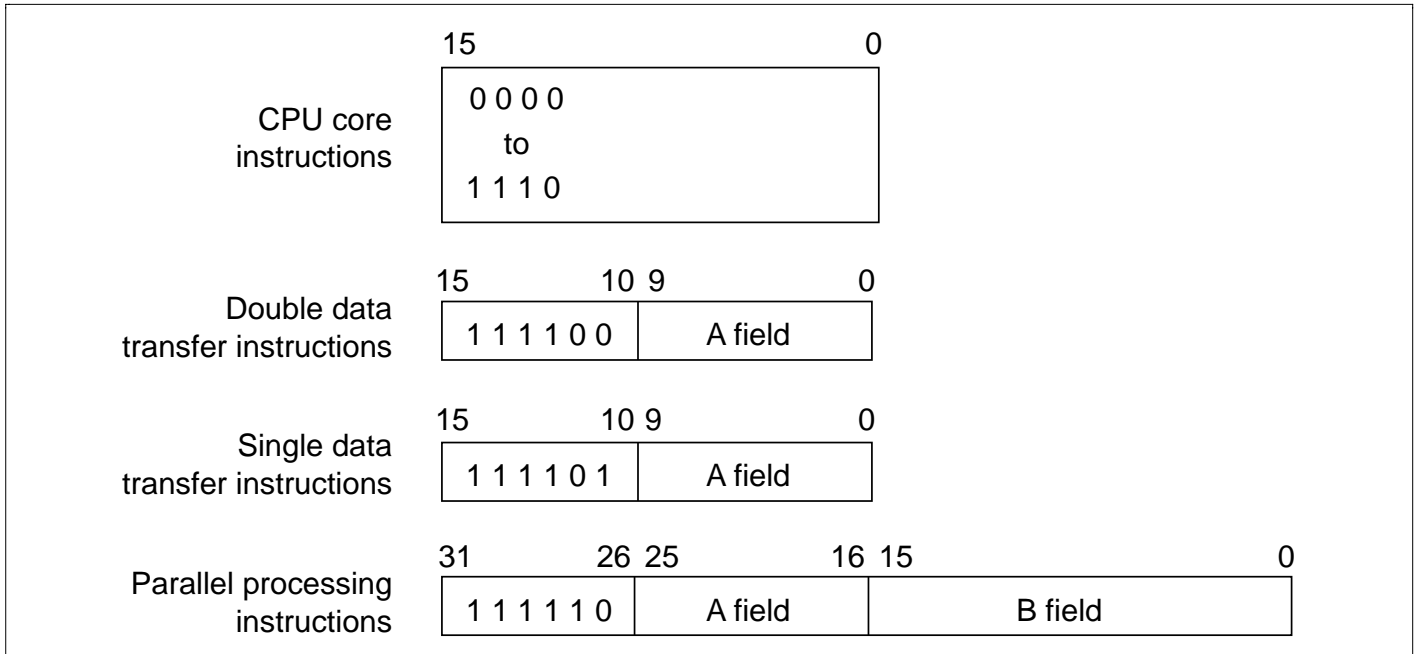 15 0
CPU core
instructions
0 0 0 0
to
1 1 1 0
15 10 9 0
Double data
transfer instructions
1 1 1 1 0 0 A field
15 10 9 0
Single data
transfer instructions
1 1 1 1 0 1 A field
31 26 25 16 15 0
Parallel processing
instructions
1 1 1 1 1 0 A field B field